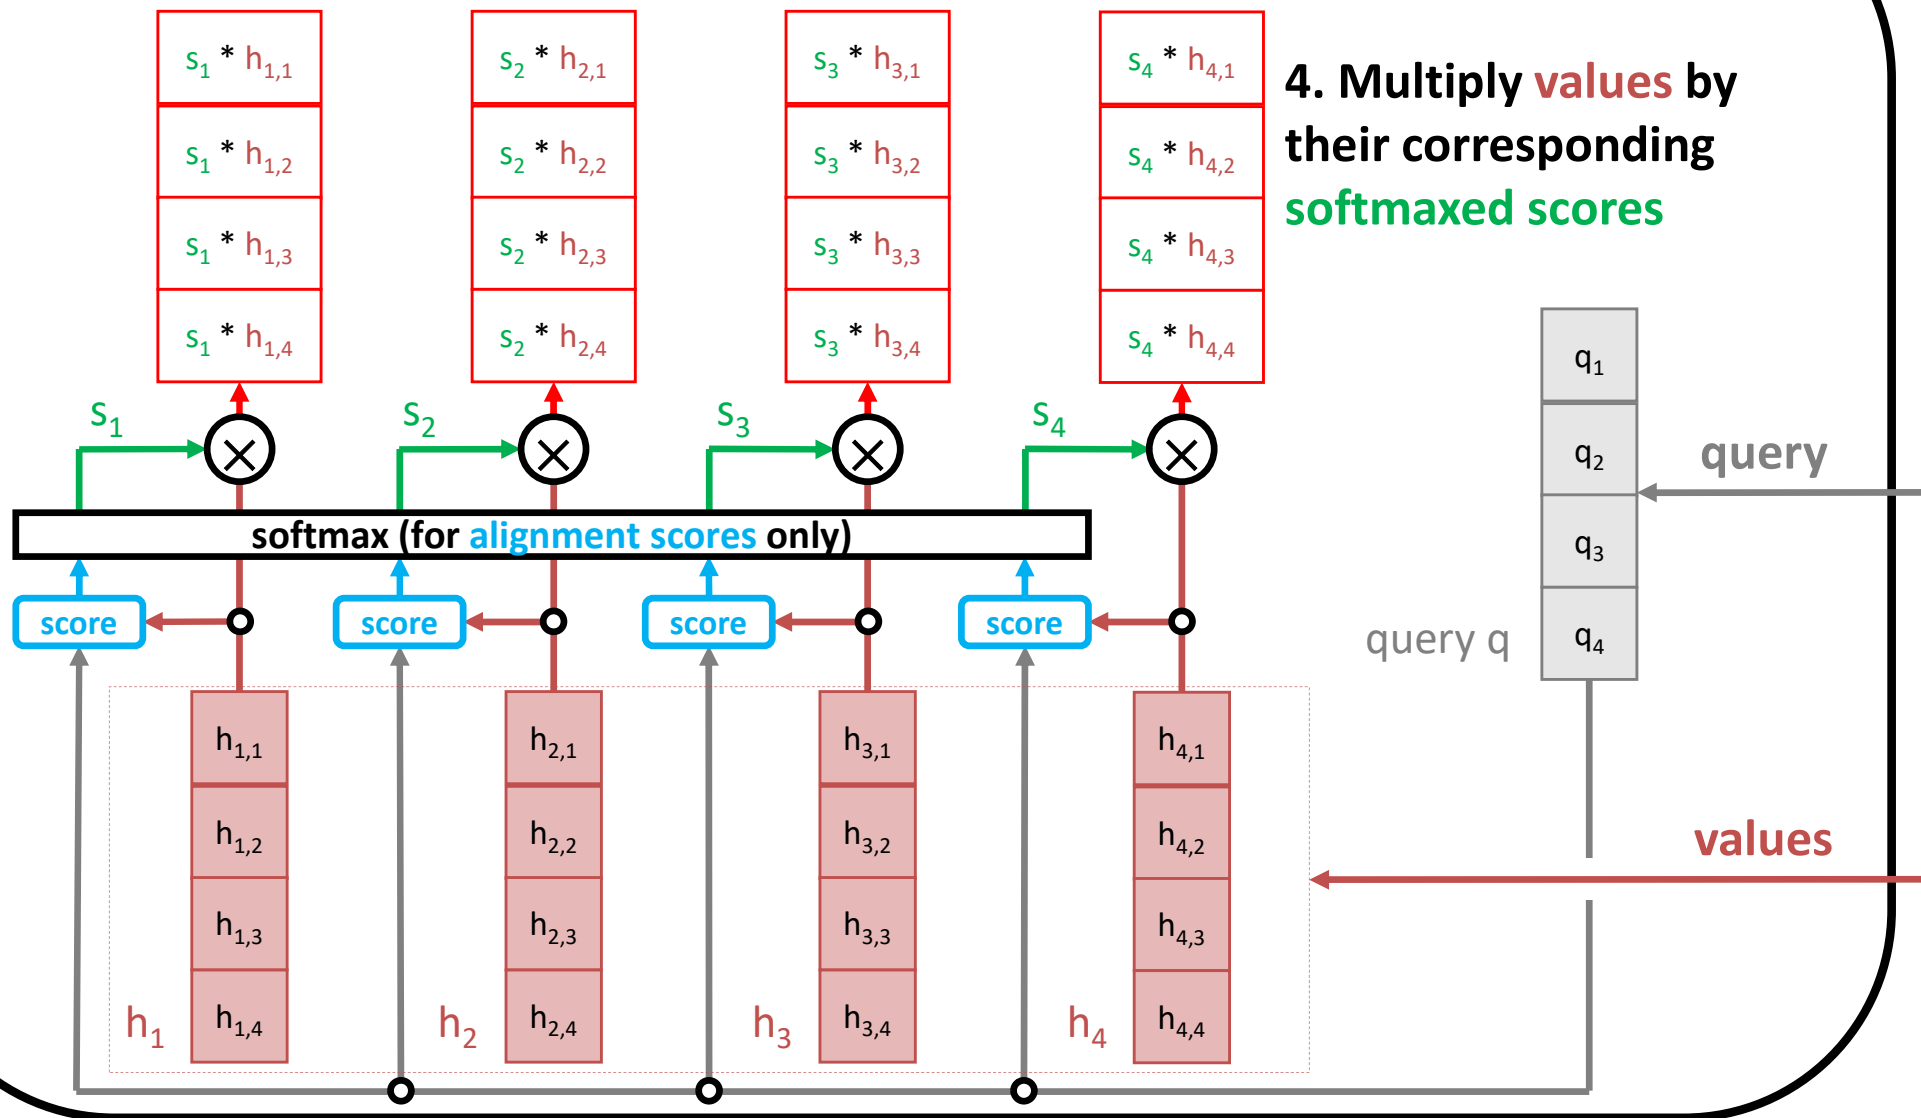 s1 * h1,1 s2 * h2,1 s3 * h3,1 s4 * h4,1
s1 * h1,2 s2 * h2,2 s3 * h3,2 s4 * h4,2
s1 * h1,3 s2 * h2,3 s3 * h3,3 s4 * h4,3
s1 * h1,4 s2 * h2,4 s3 * h3,4 s4 * h4,4
4. Multiply values by
their corresponding
softmaxed scores
s1 s2 s3 s4
softmax (for alignment scores only)
score score score score
q1
q2
q3
q4
query
query q
h1,1 h2,1 h3,1 h4,1
h1,2 h2,2 h3,2 h4,2
h1,3 h2,3 h3,3 h4,3
h1,4 h2,4 h3,4 h4,4
h1 h2 h3 h4
values